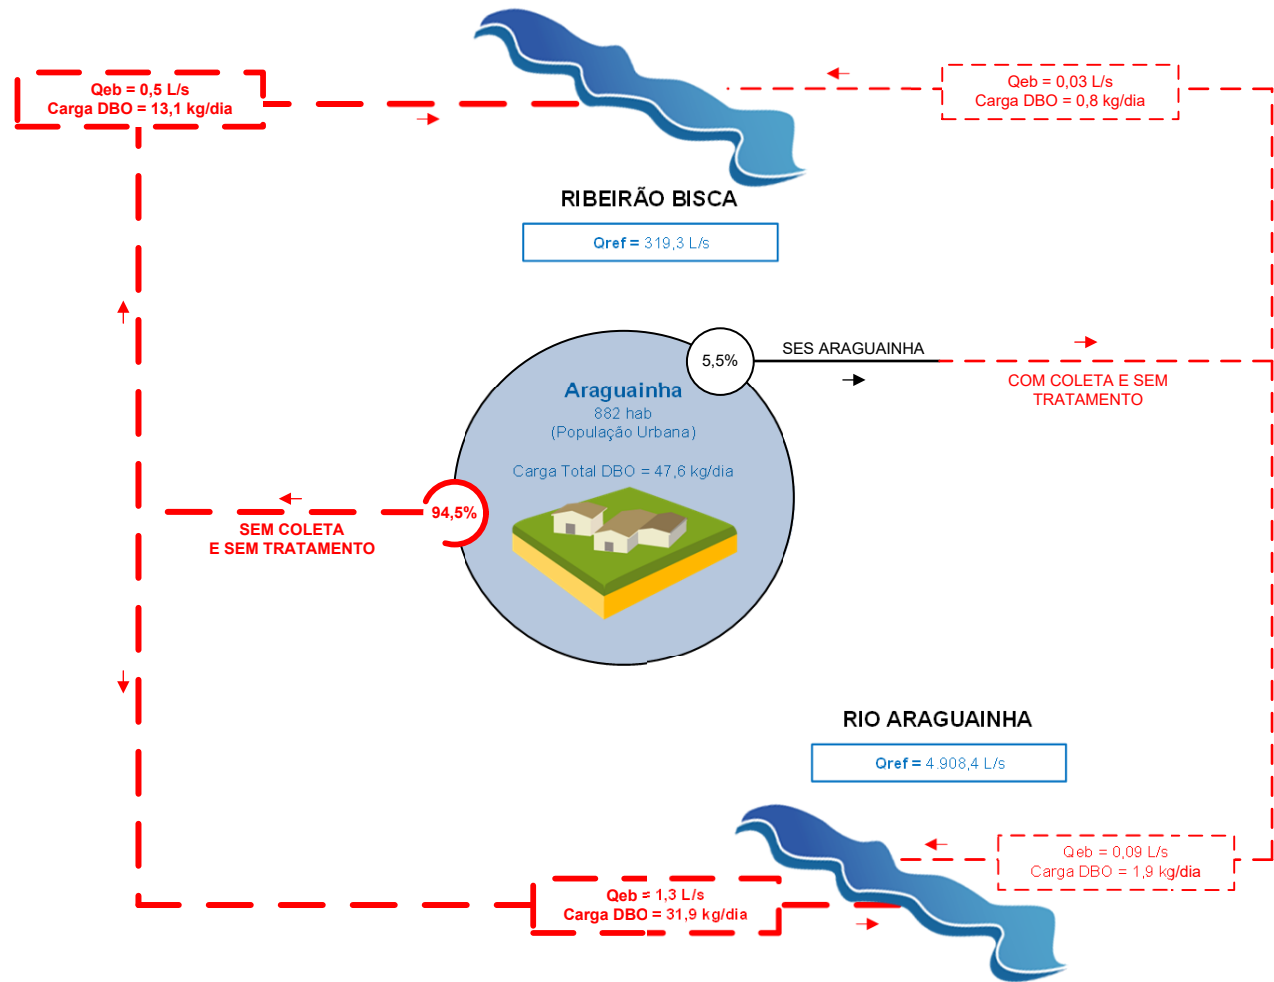 Qeb = 0,5 L/s
Carga DBO = 13,1 kg/dia
Qeb = 0,03 L/s
Carga DBO = 0,8 kg/dia
RIBEIRÃO BISCA
Qref = 319,3 L/s
5,5%
SES ARAGUAINHA
COM COLETA E SEM
TRATAMENTO
Araguainha
882 hab
(População Urbana)
Carga Total DBO = 47,6 kg/dia
94,5%
SEM COLETA
E SEM TRATAMENTO
RIO ARAGUAINHA
Qref = 4.908,4 L/s
Qeb = 0,09 L/s
Carga DBO = 1,9 kg/dia
Qeb = 1,3 L/s
Carga DBO = 31,9 kg/dia